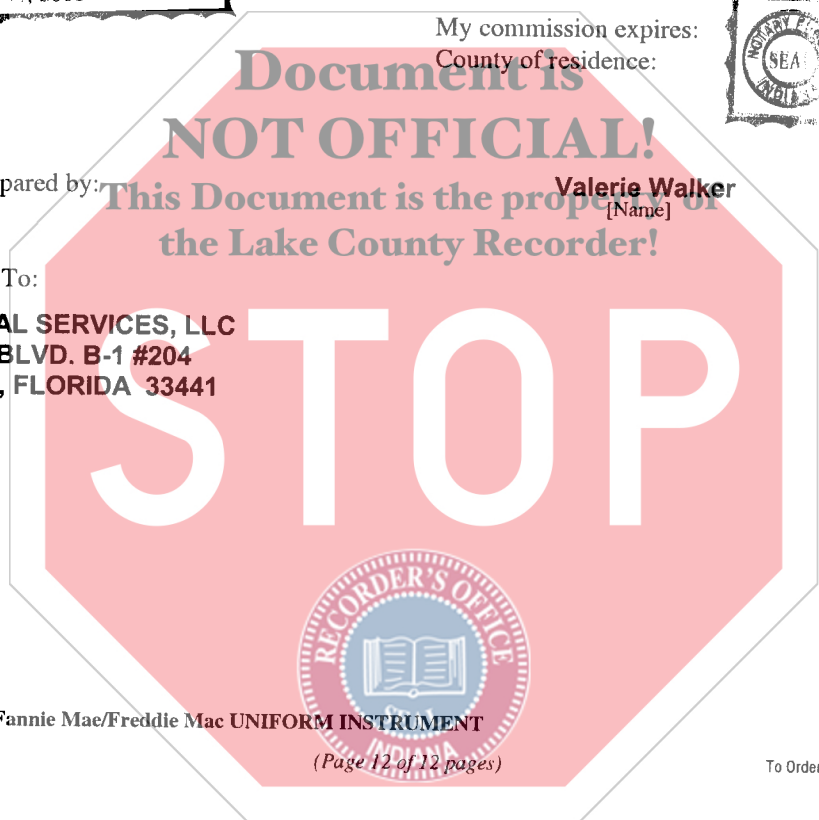 My commission expires:
County of residence:
NOTARY
SEA
Document is
NOT OFFICIAL!
pared by:
Valerie Walker
[Name]
This Document is the property of
the Lake County Recorder!
To:
AL SERVICES, LLC
BLVD. B-1 #204
, FLORIDA 33441
STOP
RECORDER'S OFFICE
SEAL
INDIANA
Fannie Mae/Freddie Mac UNIFORM INSTRUMENT
(Page 12 of 12 pages)
To Order